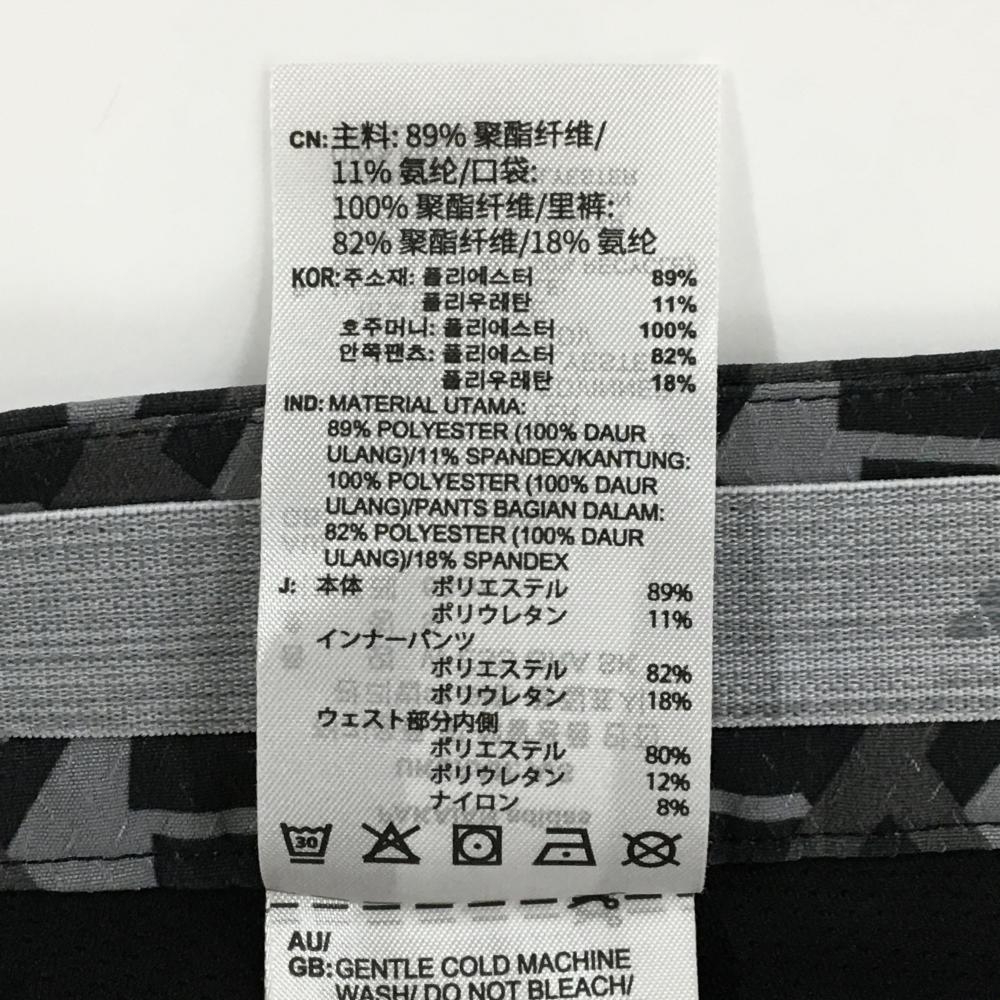 CN: 主料: 89% 聚酯纤维/
11% 氨纶/口袋:
100% 聚酯纤维/里裤:
82% 聚酯纤维/18% 氨纶
KOR: 주소재: 폴리에스터 89%
폴리우레탄 11%
호주머니: 폴리에스터 100%
안쪽팬츠: 폴리에스터 82%
폴리우레탄 18%
IND: MATERIAL UTAMA:
89% POLYESTER (100% DAUR
ULANG)/11% SPANDEX/KANTUNG:
100% POLYESTER (100% DAUR
ULANG)/PANTS BAGIAN DALAM:
82% POLYESTER (100% DAUR
ULANG)/18% SPANDEX
J: 本体 ポリエステル 89%
ポリウレタン 11%
インナーパンツ
ポリエステル 82%
ポリウレタン 18%
ウェスト部分内側
ポリエステル 80%
ポリウレタン 12%
ナイロン 8%
30
AU/
GB: GENTLE COLD MACHINE
WASH/ DO NOT BLEACH/